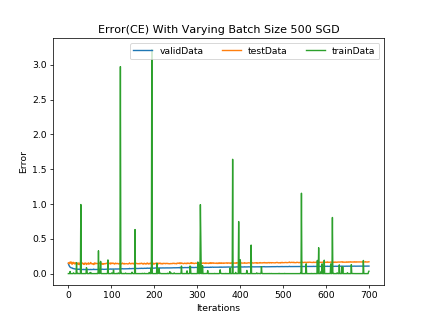 Error(CE) With Varying Batch Size 500 SGD
validData testData trainData
Error
3.0
2.5
2.0
1.5
1.0
0.5
0.0
0 100 200 300 400 500 600 700
Iterations